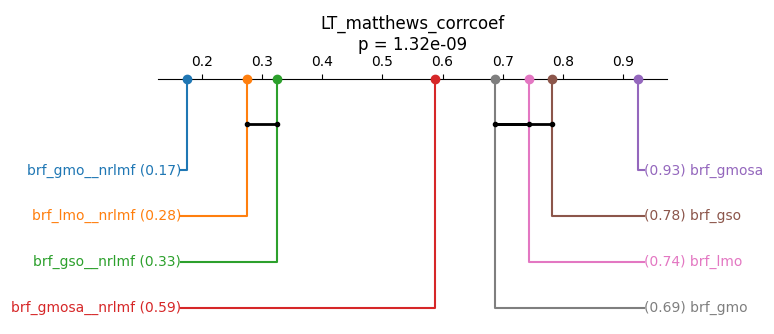 LT_matthews_corrcoef
p = 1.32e-09
0.2 0.3 0.4 0.5 0.6 0.7 0.8 0.9
brf_gmo__nrlmf (0.17) (0.93) brf_gmosa
brf_lmo__nrlmf (0.28) (0.78) brf_gso
brf_gso__nrlmf (0.33) (0.74) brf_lmo
brf_gmosa__nrlmf (0.59) (0.69) brf_gmo